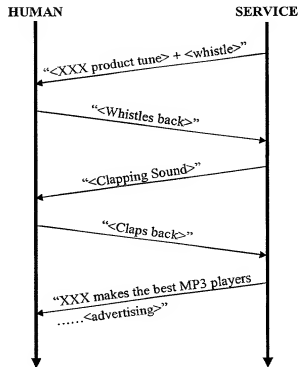 HUMAN SERVICE
“<XXX product tune> + <whistle>”
“<Whistles back>”
“<Clapping Sound>”
“<Claps back>”
“XXX makes the best MP3 players
......<advertising>”